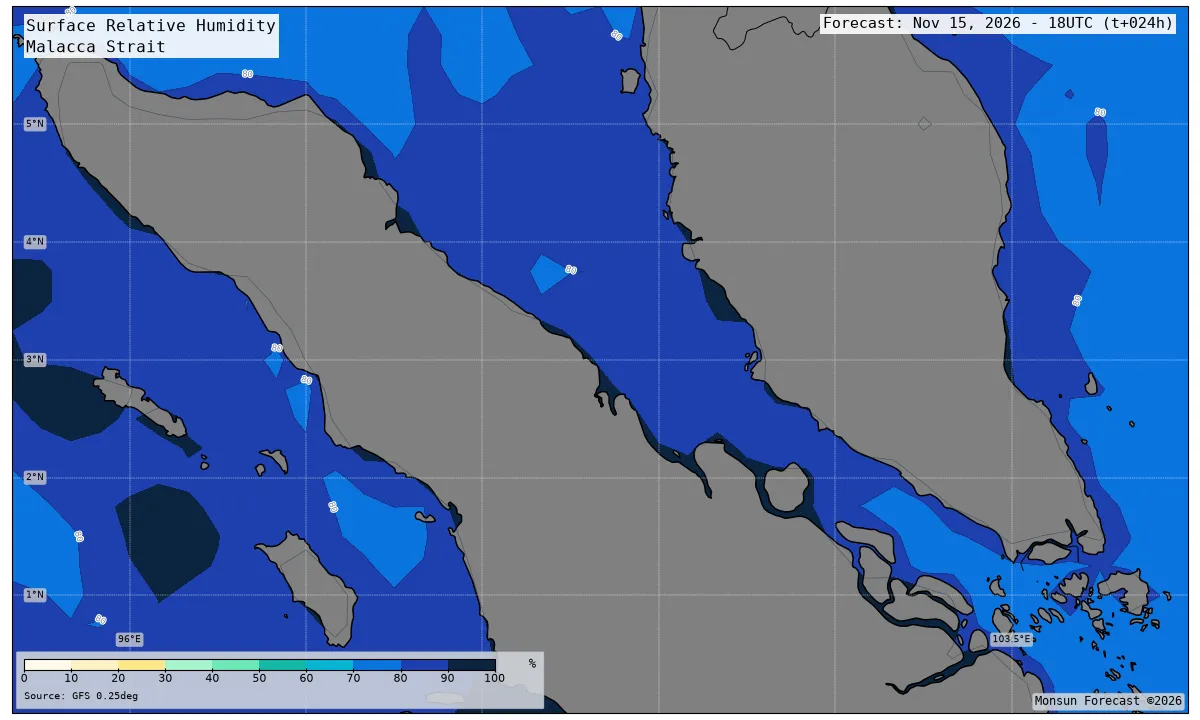 Surface Relative Humidity
Malacca Strait
Forecast: Nov 15, 2026 - 18UTC (t+024h)
80
80
80
80
5°N
4°N
80
80
3°N
80
80
2°N
80
80
1°N
80
96°E
103.5°E
%
0 10 20 30 40 50 60 70 80 90 100
Source: GFS 0.25deg
Monsun Forecast ©2026